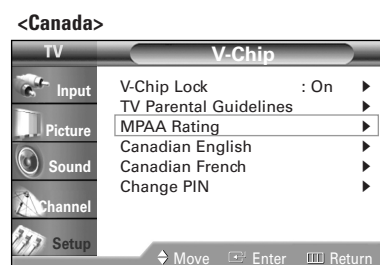 <Canada>
TV V-Chip
Input
Picture
Sound
Channel
Setup
V-Chip Lock : On ►
TV Parental Guidelines ►
MPAA Rating ►
Canadian English ►
Canadian French ►
Change PIN ►
Move Enter Return